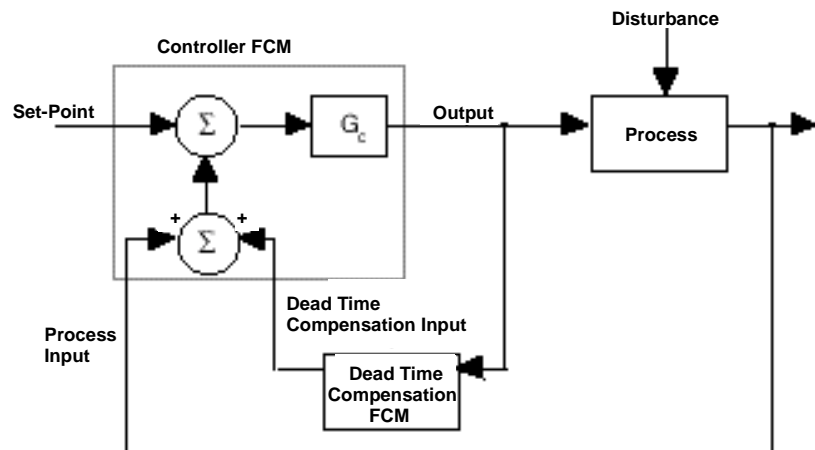 Disturbance
Controller FCM
Set-Point
Σ
G c
Output
Process
+
+
Σ
Dead Time
Compensation Input
Process
Input
Dead Time
Compensation
FCM